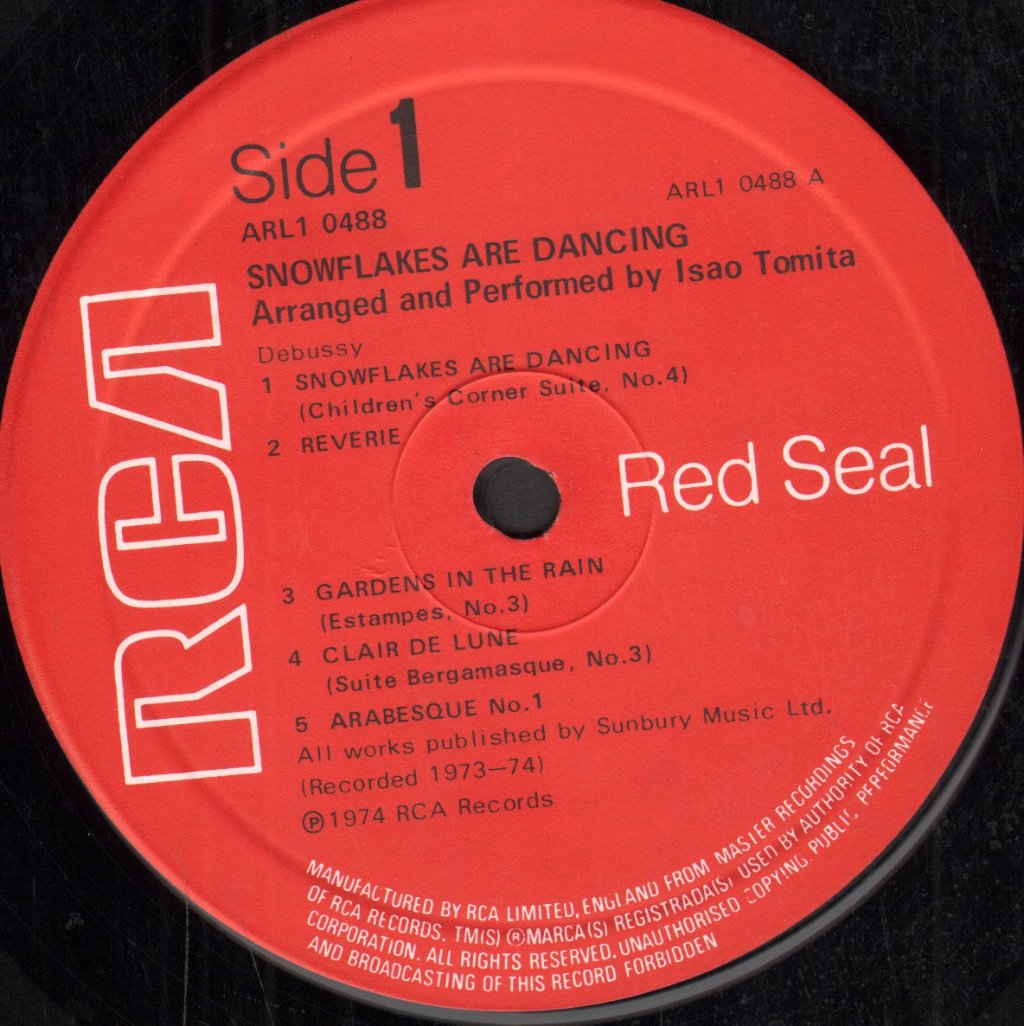 Side 1
ARL1 0488
ARL1 0488 A
SNOWFLAKES ARE DANCING
Arranged and Performed by Isao Tomita
Debussy
1 SNOWFLAKES ARE DANCING
(Children's Corner Suite, No.4)
2 REVERIE
RCA
Red Seal
3 GARDENS IN THE RAIN
(Estampes, No.3)
4 CLAIR DE LUNE
(Suite Bergamasque, No.3)
5 ARABESQUE No.1
All works published by Sunbury Music Ltd.
(Recorded 1973–74)
℗1974 RCA Records
MANUFACTURED BY RCA LIMITED, ENGLAND FROM MASTER RECORDINGS
OF RCA RECORDS. TM(S) ® MARCA(S) REGISTRADA(S) USED BY AUTHORITY OF RCA
CORPORATION. ALL RIGHTS RESERVED. UNAUTHORISED COPYING, PUBLIC PERFORMANCE
AND BROADCASTING OF THIS RECORD FORBIDDEN